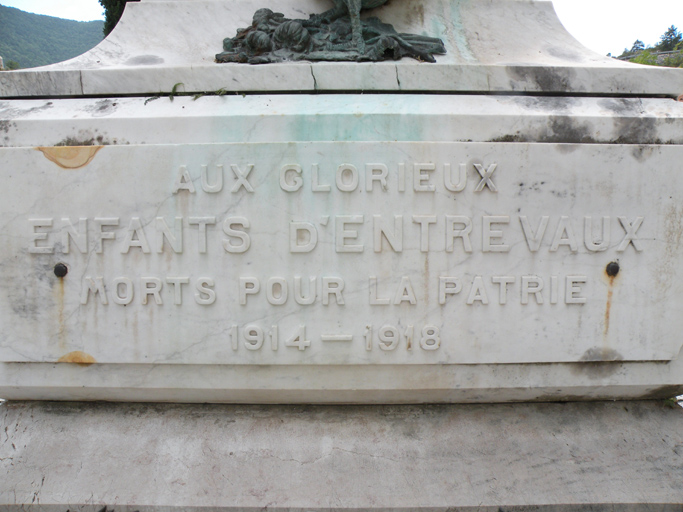 AUX GLORIEUX
ENFANTS D'ENTREVAUX
MORTS POUR LA PATRIE
1914 — 1918